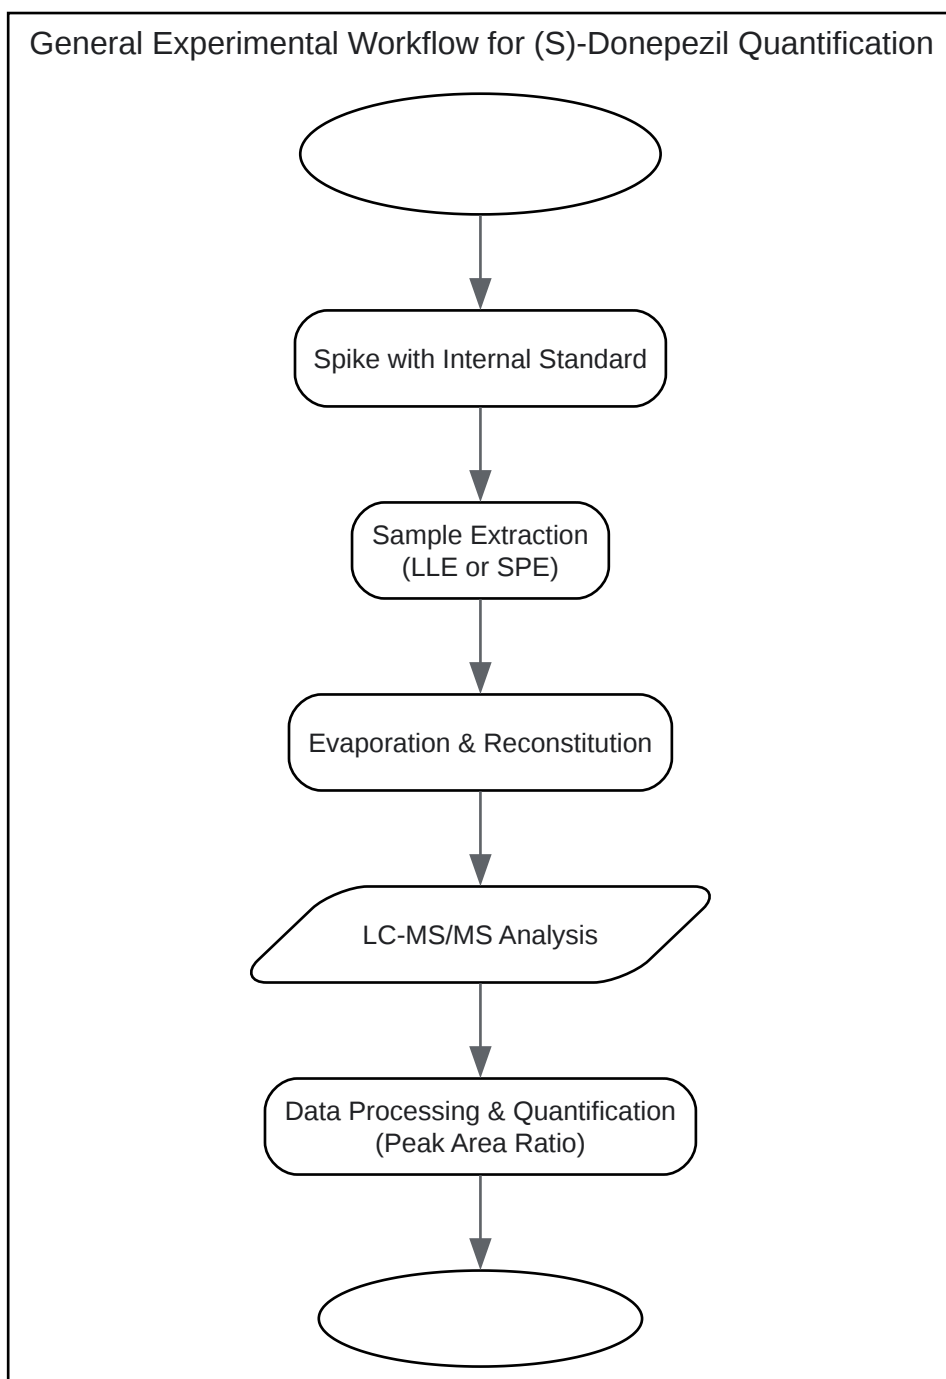 General Experimental Workflow for (S)-Donepezil Quantification
Spike with Internal Standard
Sample Extraction
(LLE or SPE)
Evaporation & Reconstitution
LC-MS/MS Analysis
Data Processing & Quantification
(Peak Area Ratio)